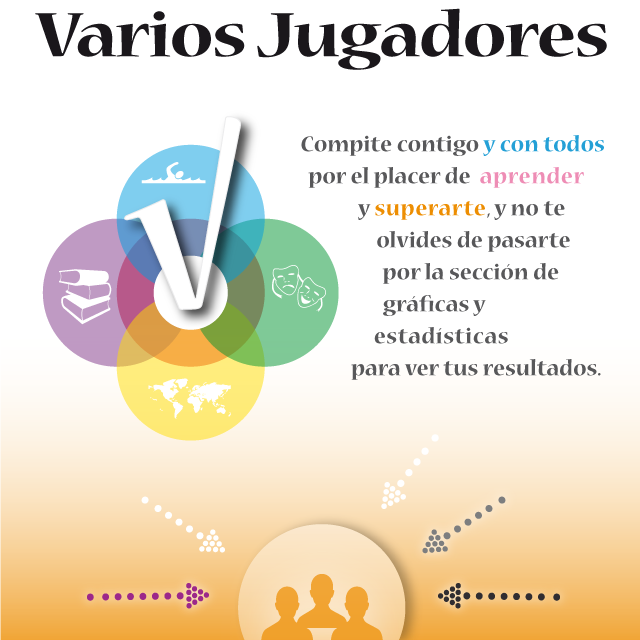 Varios Jugadores
Compite contigo y con todos
por el placer de aprender
y superarte, y no te
olvides de pasarte
por la sección de
gráficas y
estadísticas
para ver tus resultados.